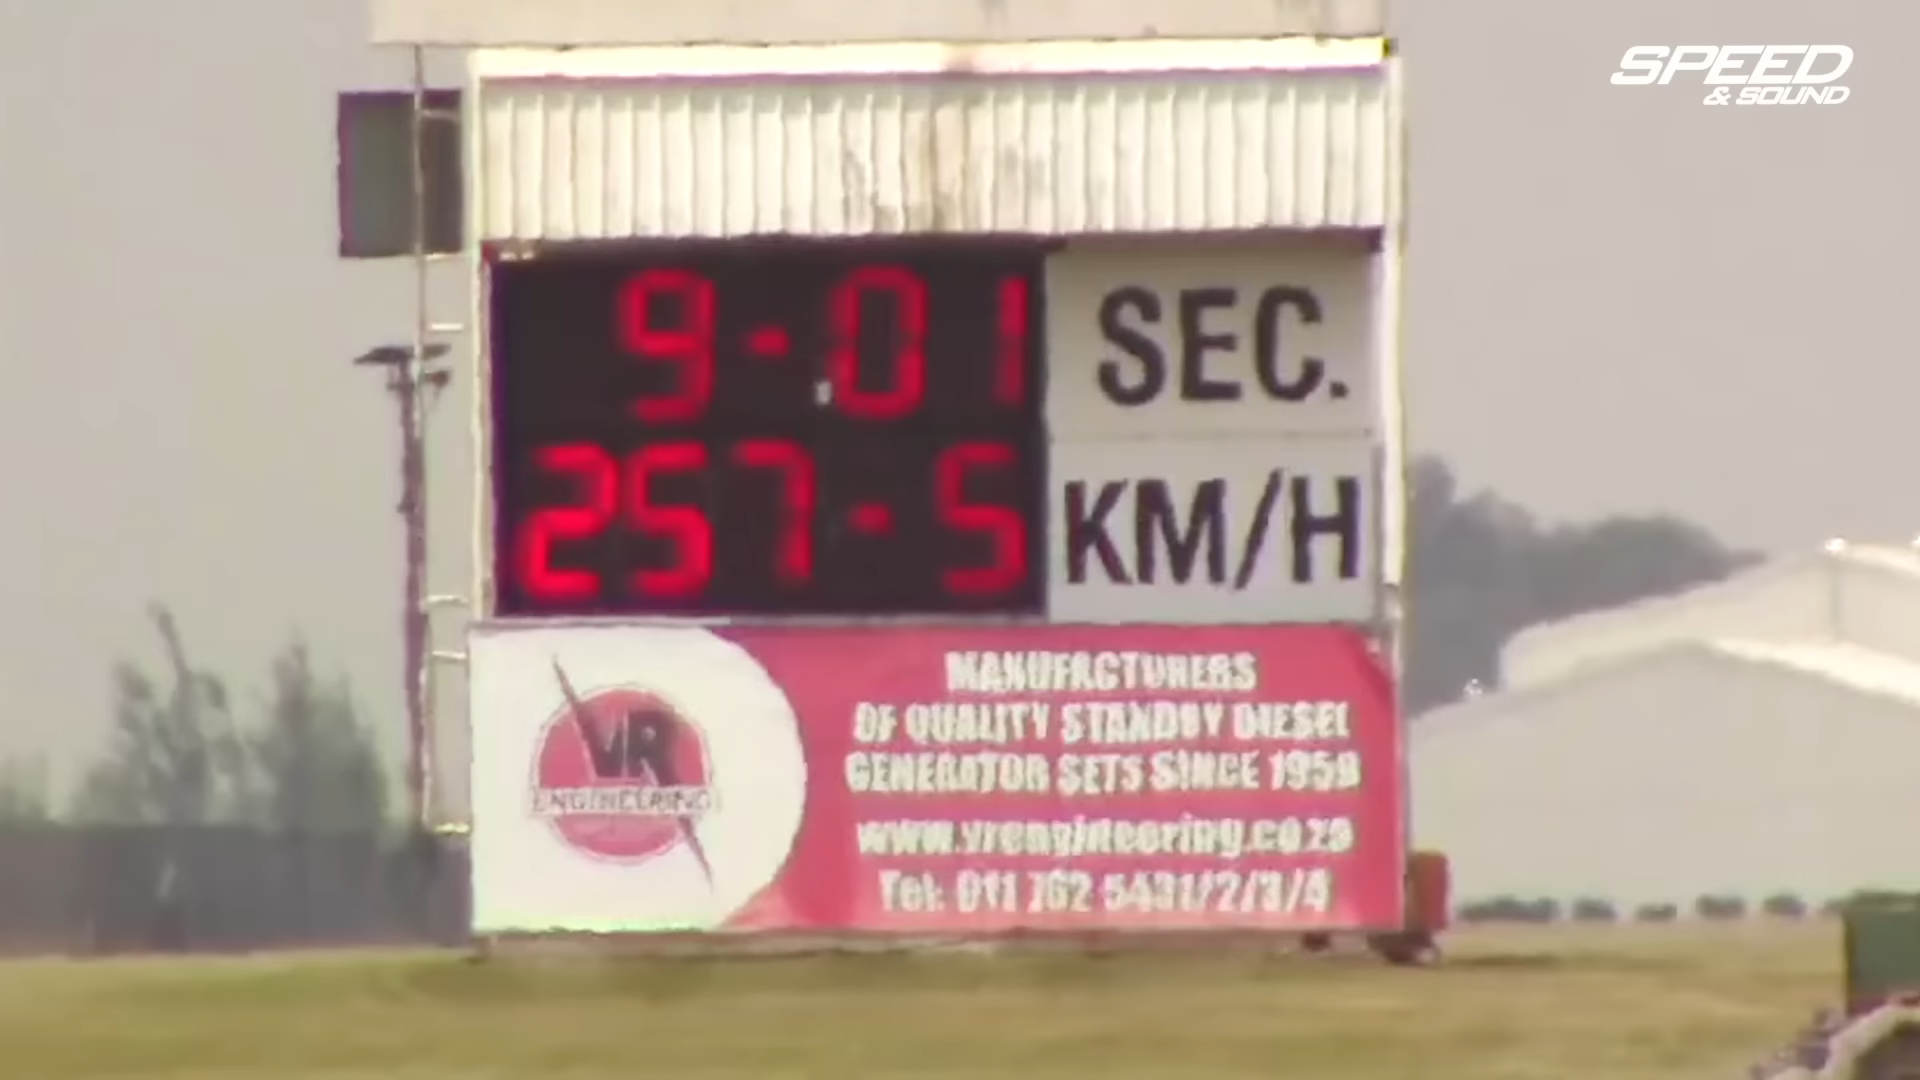 SPEED
& SOUND
9-01 SEC.
257-5 KM/H
VR
ENGINEERING
MANUFACTURERS
OF QUALITY STANDBY DIESEL
GENERATOR SETS SINCE 1958
www.vrengineering.co.za
Tel: 011 762 5431/2/3/4